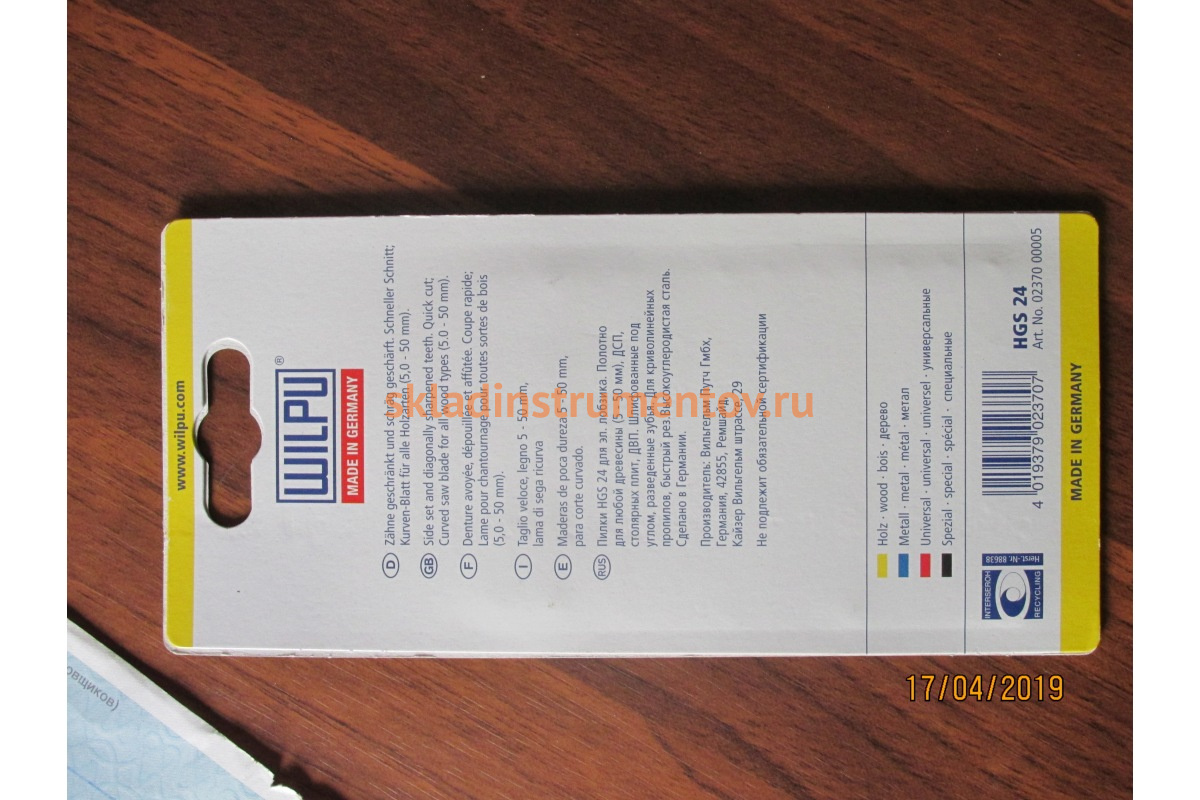 www.wilpu.com
WILPU®
MADE IN GERMANY
D Zähne geschränkt und schräg geschärft. Schneller Schnitt;
Kurven-Blatt für alle Holzarten (5,0 - 50 mm).
GB Side set and diagonally sharpened teeth. Quick cut;
Curved saw blade for all wood types (5.0 - 50 mm).
F Denture avoyée, dépouillée et affûtée. Coupe rapide;
Lame pour chantournage pour toutes sortes de bois
(5,0 - 50 mm).
I Taglio veloce, legno 5 - 50 mm,
lama di sega ricurva
E Maderas de poca dureza 5 - 50 mm,
para corte curvado.
RUS Пилки HGS 24 для эл. лобзика. Полотно
для любой древесины (5 - 50 мм), ДСП,
столярных плит, ДВП. Шлифованные под
углом, разведенные зубья. Для криволинейных
пропилов, быстрый рез. Высокоуглеродистая сталь.
Сделано в Германии.
Производитель: Вильгельм Путч Гмбх,
Германия, 42855, Ремшайд,
Кайзер Вильгельм штрассе, 29
Не подлежит обязательной сертификации
Holz · wood · bois · дерево
Metall · metal · métal · метал
Universal · universal · universel · универсальные
Spezial · special · spécial · специальные
INTERSEROH
RECYCLING
Herst.-Nr. 88638
4 019379 023707
HGS 24
Art. No. 02370 00005
MADE IN GERMANY
skladinstrumentov.ru
овщиков)
17/04/2019